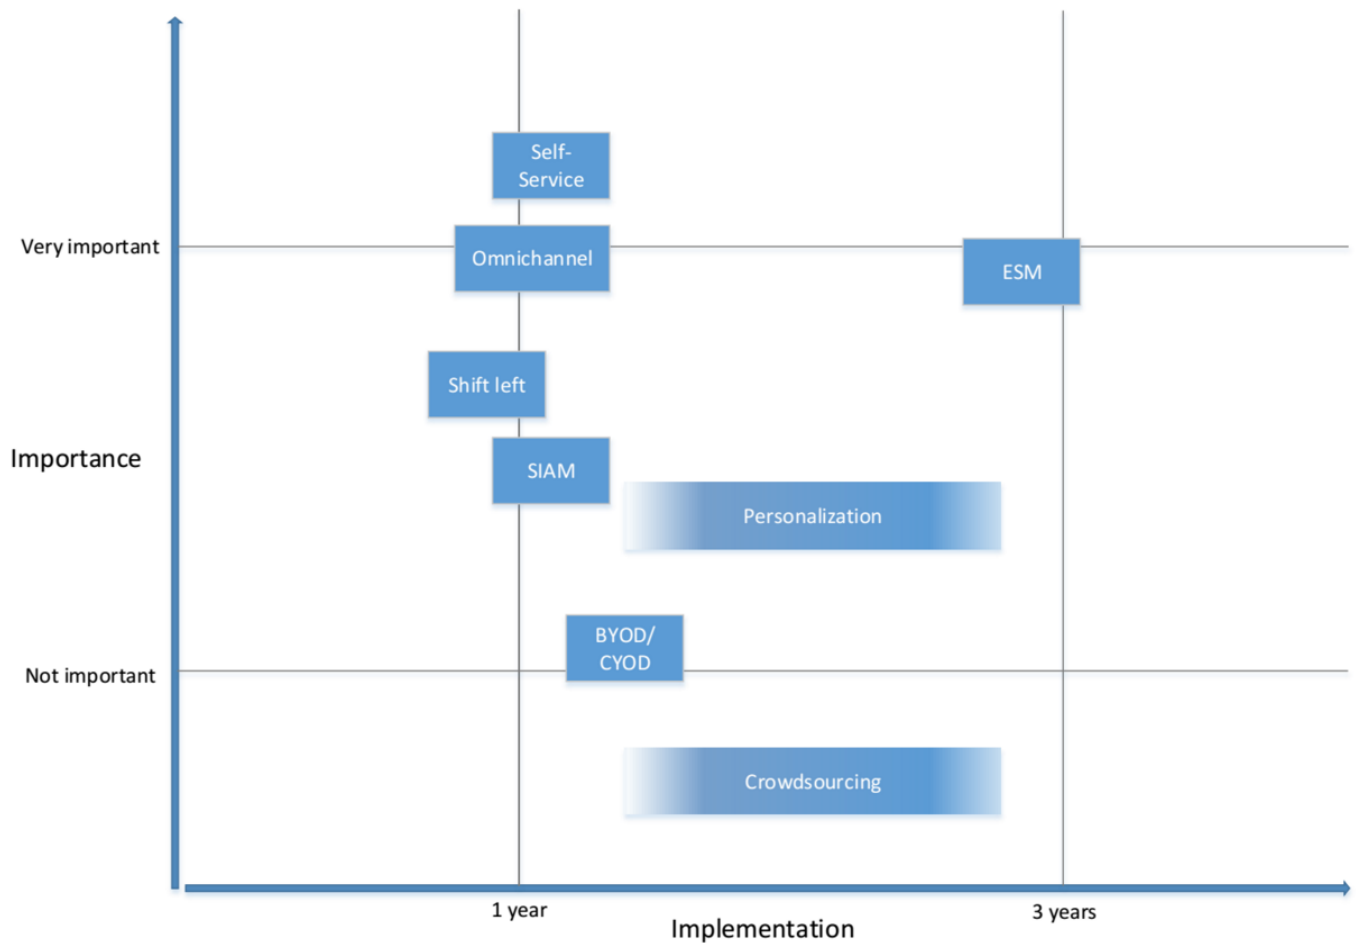 Self-
Service
Very important
Omnichannel
ESM
Shift left
Importance
SIAM
Personalization
BYOD/
CYOD
Not important
Crowdsourcing
1 year
3 years
Implementation